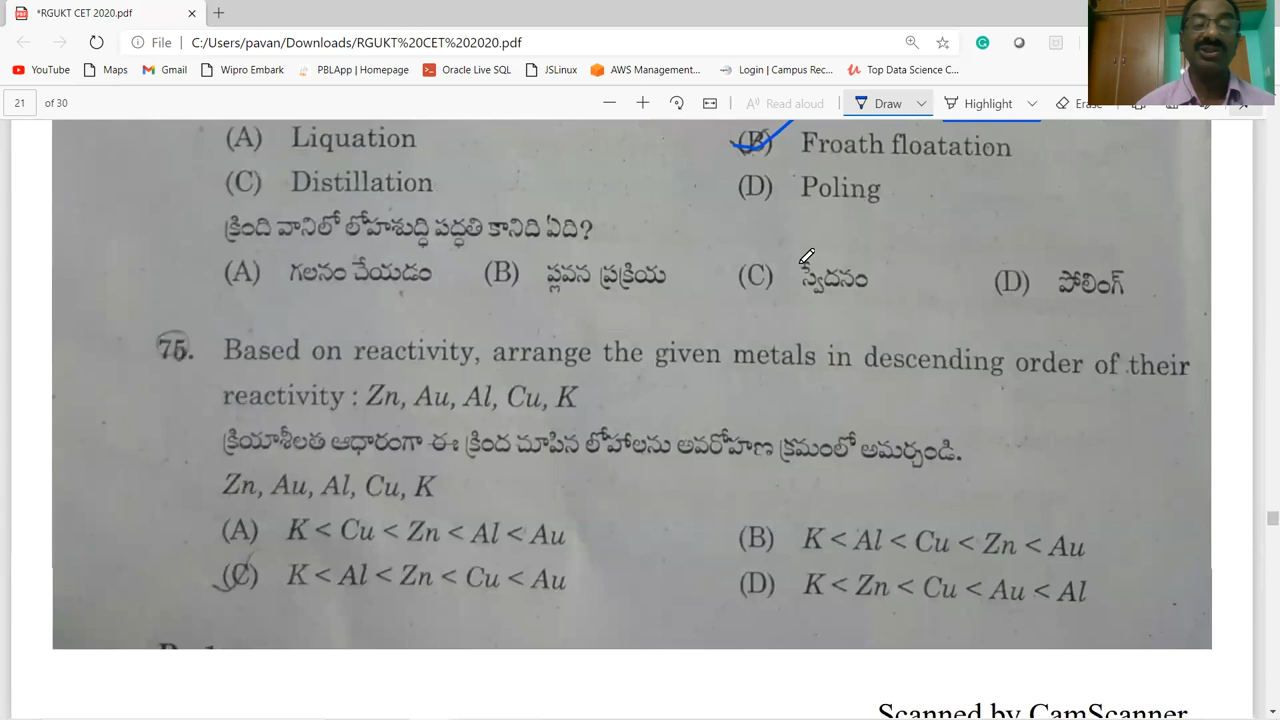 *RGUKT CET 2020.pdf
File C:/Users/pavan/Downloads/RGUKT%20CET%202020.pdf
YouTube Maps Gmail Wipro Embark PBLApp | Homepage Oracle Live SQL JSLinux AWS Management... Login | Campus Rec... Top Data Science C...
21 of 30 Read aloud Draw Highlight Erase
(A) Liquation (B) Froath floatation
(C) Distillation (D) Poling
క్రింది వానిలో లోహశుద్ధి పద్ధతి కానిది ఏది?
(A) గలనం చేయడం (B) ప్లవన ప్రక్రియ (C) స్వేదనం (D) పోలింగ్
75. Based on reactivity, arrange the given metals in descending order of their
reactivity : Zn, Au, Al, Cu, K
క్రియాశీలత ఆధారంగా ఈ క్రింద చూపిన లోహాలను అవరోహణ క్రమంలో అమర్చండి.
Zn, Au, Al, Cu, K
(A) K < Cu < Zn < Al < Au (B) K < Al < Cu < Zn < Au
(C) K < Al < Zn < Cu < Au (D) K < Zn < Cu < Au < Al
Scanned by CamScanner